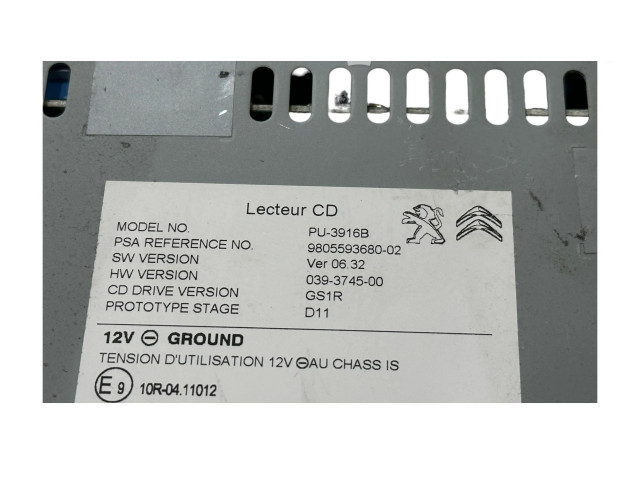 Lecteur CD
MODEL NO. PU-3916B
PSA REFERENCE NO. 9805593680-02
SW VERSION Ver 06.32
HW VERSION 039-3745-00
CD DRIVE VERSION GS1R
PROTOTYPE STAGE D11
12V ⊖ GROUND
TENSION D'UTILISATION 12V ⊖AU CHASS IS
E9 10R-04.11012